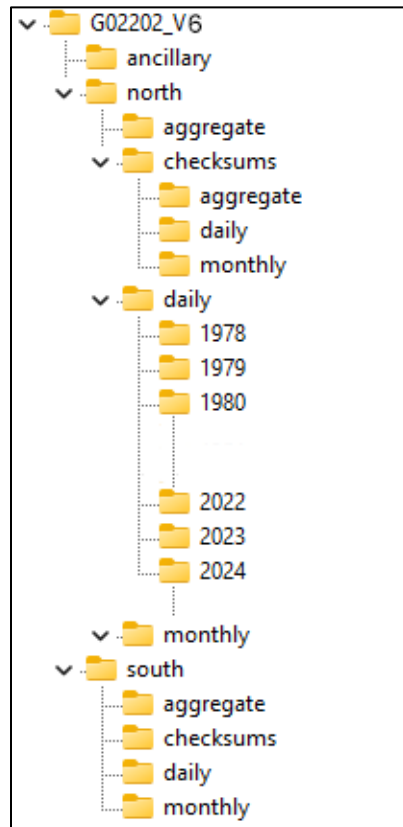 G02202_V6
ancillary
north
aggregate
checksums
aggregate
daily
monthly
daily
1978
1979
1980
2022
2023
2024
monthly
south
aggregate
checksums
daily
monthly